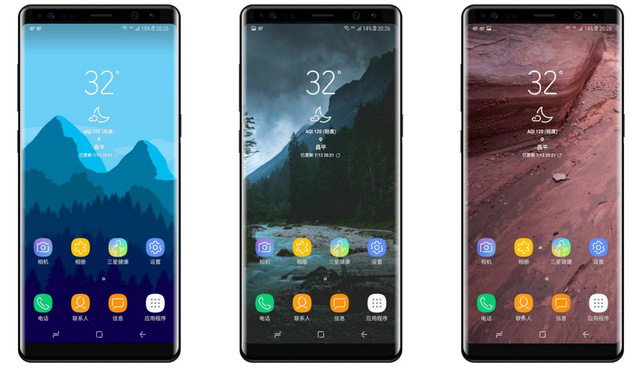 15% 20:25
32°
AQI 120 (轻度)
昌平
已更新 7/13 20:21
相机 相册 三星健康 设置
电话 联系人 信息 应用程序
14% 20:26
32°
AQI 120 (轻度)
昌平
已更新 7/13 20:21
相机 相册 三星健康 设置
电话 联系人 信息 应用程序
14% 20:26
32°
AQI 120 (轻度)
昌平
已更新 7/13 20:21
相机 相册 三星健康 设置
电话 联系人 信息 应用程序